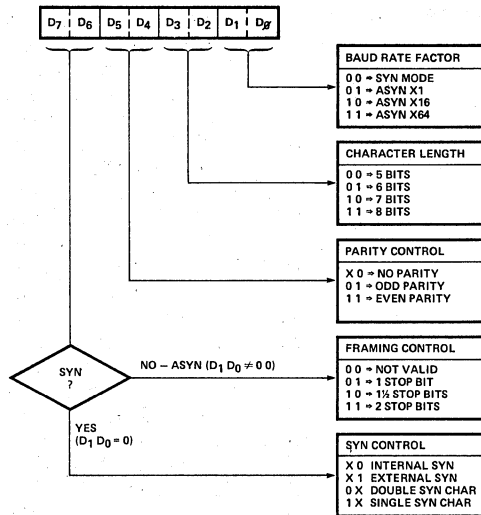 D7 D6 D5 D4 D3 D2 D1 D0
BAUD RATE FACTOR
0 0 = SYN MODE
0 1 = ASYN X1
1 0 = ASYN X16
1 1 = ASYN X64
CHARACTER LENGTH
0 0 = 5 BITS
0 1 = 6 BITS
1 0 = 7 BITS
1 1 = 8 BITS
PARITY CONTROL
X 0 = NO PARITY
0 1 = ODD PARITY
1 1 = EVEN PARITY
FRAMING CONTROL
0 0 = NOT VALID
0 1 = 1 STOP BIT
1 0 = 1½ STOP BITS
1 1 = 2 STOP BITS
SYN
?
NO – ASYN (D1 D0 ≠ 0 0)
YES
(D1 D0 = 0)
SYN CONTROL
X 0 INTERNAL SYN
X 1 EXTERNAL SYN
0 X DOUBLE SYN CHAR
1 X SINGLE SYN CHAR